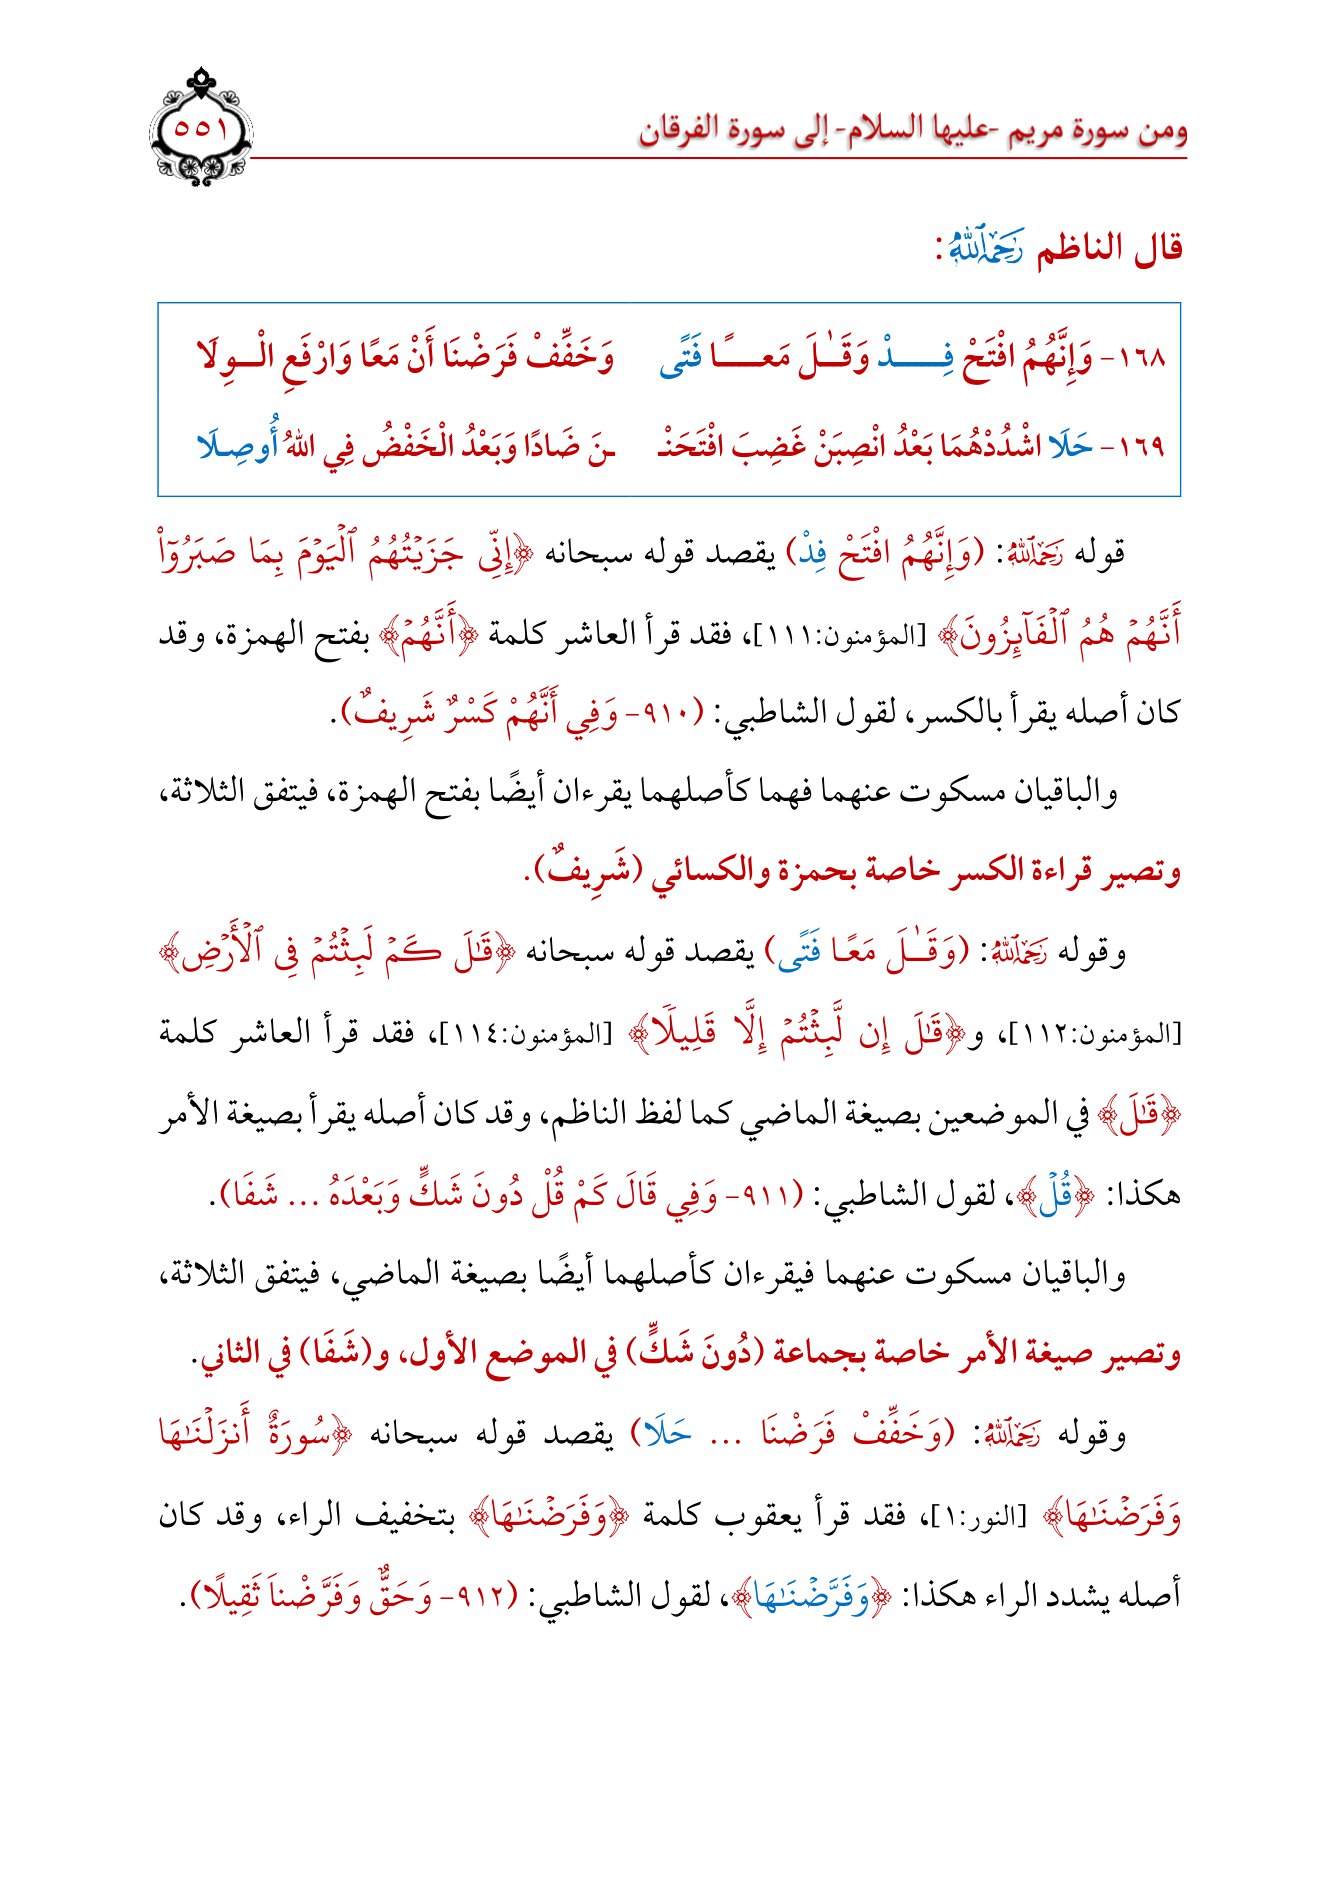 ومن سورة مريم -عليها السلام- إلى سورة الفرقان
٥٥١
قال الناظم رَحِمَهُ ٱللَّهُ:
١٦٨- وَإِنَّهُمُ افْتَحْ فِـــدْ وَقَـٰـلَ مَعـــًا فَتًى وَخَفِّفْ فَرَضْنَا أَنْ مَعًا وَارْفَعِ الْــوِلَا
١٦٩- حَلَا اشْدُدْهُمَا بَعْدُ انْصِبَنْ غَضِبَ افْتَحَنْـ ـنَ ضَادًا وَبَعْدُ الْخَفْضُ فِي اللهُ أُوصِـلَا
قوله رَحِمَهُ ٱللَّهُ: (وَإِنَّهُمُ افْتَحْ فِدْ) يقصد قوله سبحانه ﴿إِنِّى جَزَيۡتُهُمُ ٱلۡيَوۡمَ بِمَا صَبَرُوٓاْ
أَنَّهُمۡ هُمُ ٱلۡفَآئِزُونَ﴾ [المؤمنون:١١١]، فقد قرأ العاشر كلمة ﴿أَنَّهُمۡ﴾ بفتح الهمزة، وقد
كان أصله يقرأ بالكسر، لقول الشاطبي: (٩١٠- وَفِي أَنَّهُمْ كَسْرٌ شَرِيفٌ).
والباقيان مسكوت عنهما فهما كأصلهما يقرءان أيضًا بفتح الهمزة، فيتفق الثلاثة،
وتصير قراءة الكسر خاصة بحمزة والكسائي (شَرِيفٌ).
وقوله رَحِمَهُ ٱللَّهُ: (وَقَـٰـلَ مَعًا فَتًى) يقصد قوله سبحانه ﴿قَٰلَ كَمۡ لَبِثۡتُمۡ فِى ٱلۡأَرۡضِ﴾
[المؤمنون:١١٢]، و﴿قَٰلَ إِن لَّبِثۡتُمۡ إِلَّا قَلِيلًا﴾ [المؤمنون:١١٤]، فقد قرأ العاشر كلمة
﴿قَٰلَ﴾ في الموضعين بصيغة الماضي كما لفظ الناظم، وقد كان أصله يقرأ بصيغة الأمر
هكذا: ﴿قُلۡ﴾، لقول الشاطبي: (٩١١- وَفِي قَالَ كَمْ قُلْ دُونَ شَكٍّ وَبَعْدَهُ ... شَفَا).
والباقيان مسكوت عنهما فيقرءان كأصلهما أيضًا بصيغة الماضي، فيتفق الثلاثة،
وتصير صيغة الأمر خاصة بجماعة (دُونَ شَكٍّ) في الموضع الأول، و(شَفَا) في الثاني.
وقوله رَحِمَهُ ٱللَّهُ: (وَخَفِّفْ فَرَضْنَا ... حَلَا) يقصد قوله سبحانه ﴿سُورَةٌ أَنزَلۡنَٰهَا
وَفَرَضۡنَٰهَا﴾ [النور:١]، فقد قرأ يعقوب كلمة ﴿وَفَرَضۡنَٰهَا﴾ بتخفيف الراء، وقد كان
أصله يشدد الراء هكذا: ﴿وَفَرَّضۡنَٰهَا﴾، لقول الشاطبي: (٩١٢- وَحَقٌّ وَفَرَّضْناَ ثَقِيلًا).